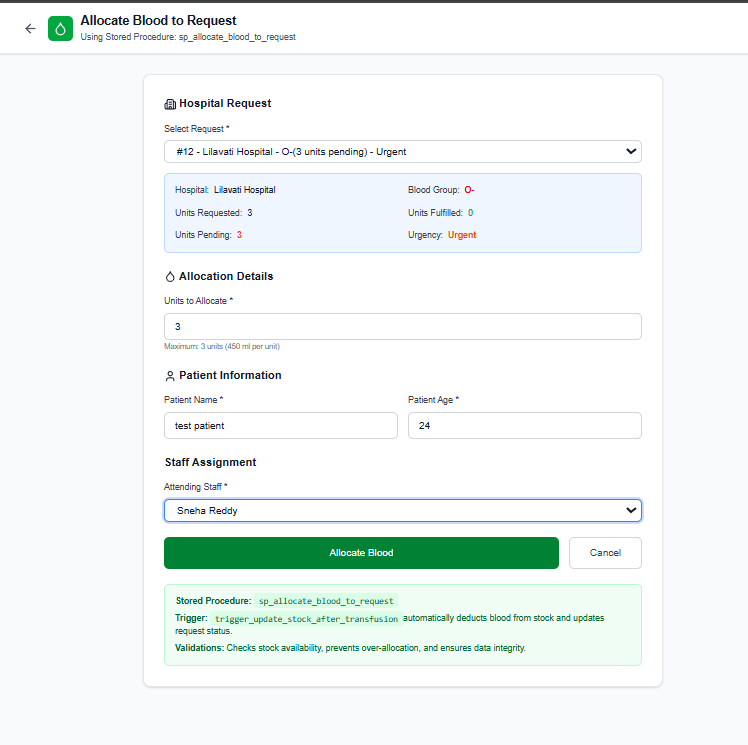 Allocate Blood to Request
Using Stored Procedure: sp_allocate_blood_to_request
Hospital Request
Select Request *
#12 - Lilavati Hospital - O-(3 units pending) - Urgent
Hospital: Lilavati Hospital
Blood Group: O-
Units Requested: 3
Units Fulfilled: 0
Units Pending: 3
Urgency: Urgent
Allocation Details
Units to Allocate *
3
Maximum: 3 units (450 ml per unit)
Patient Information
Patient Name *
Patient Age *
test patient
24
Staff Assignment
Attending Staff *
Sneha Reddy
Allocate Blood
Cancel
Stored Procedure: sp_allocate_blood_to_request
Trigger: trigger_update_stock_after_transfusion automatically deducts blood from stock and updates
request status.
Validations: Checks stock availability, prevents over-allocation, and ensures data integrity.